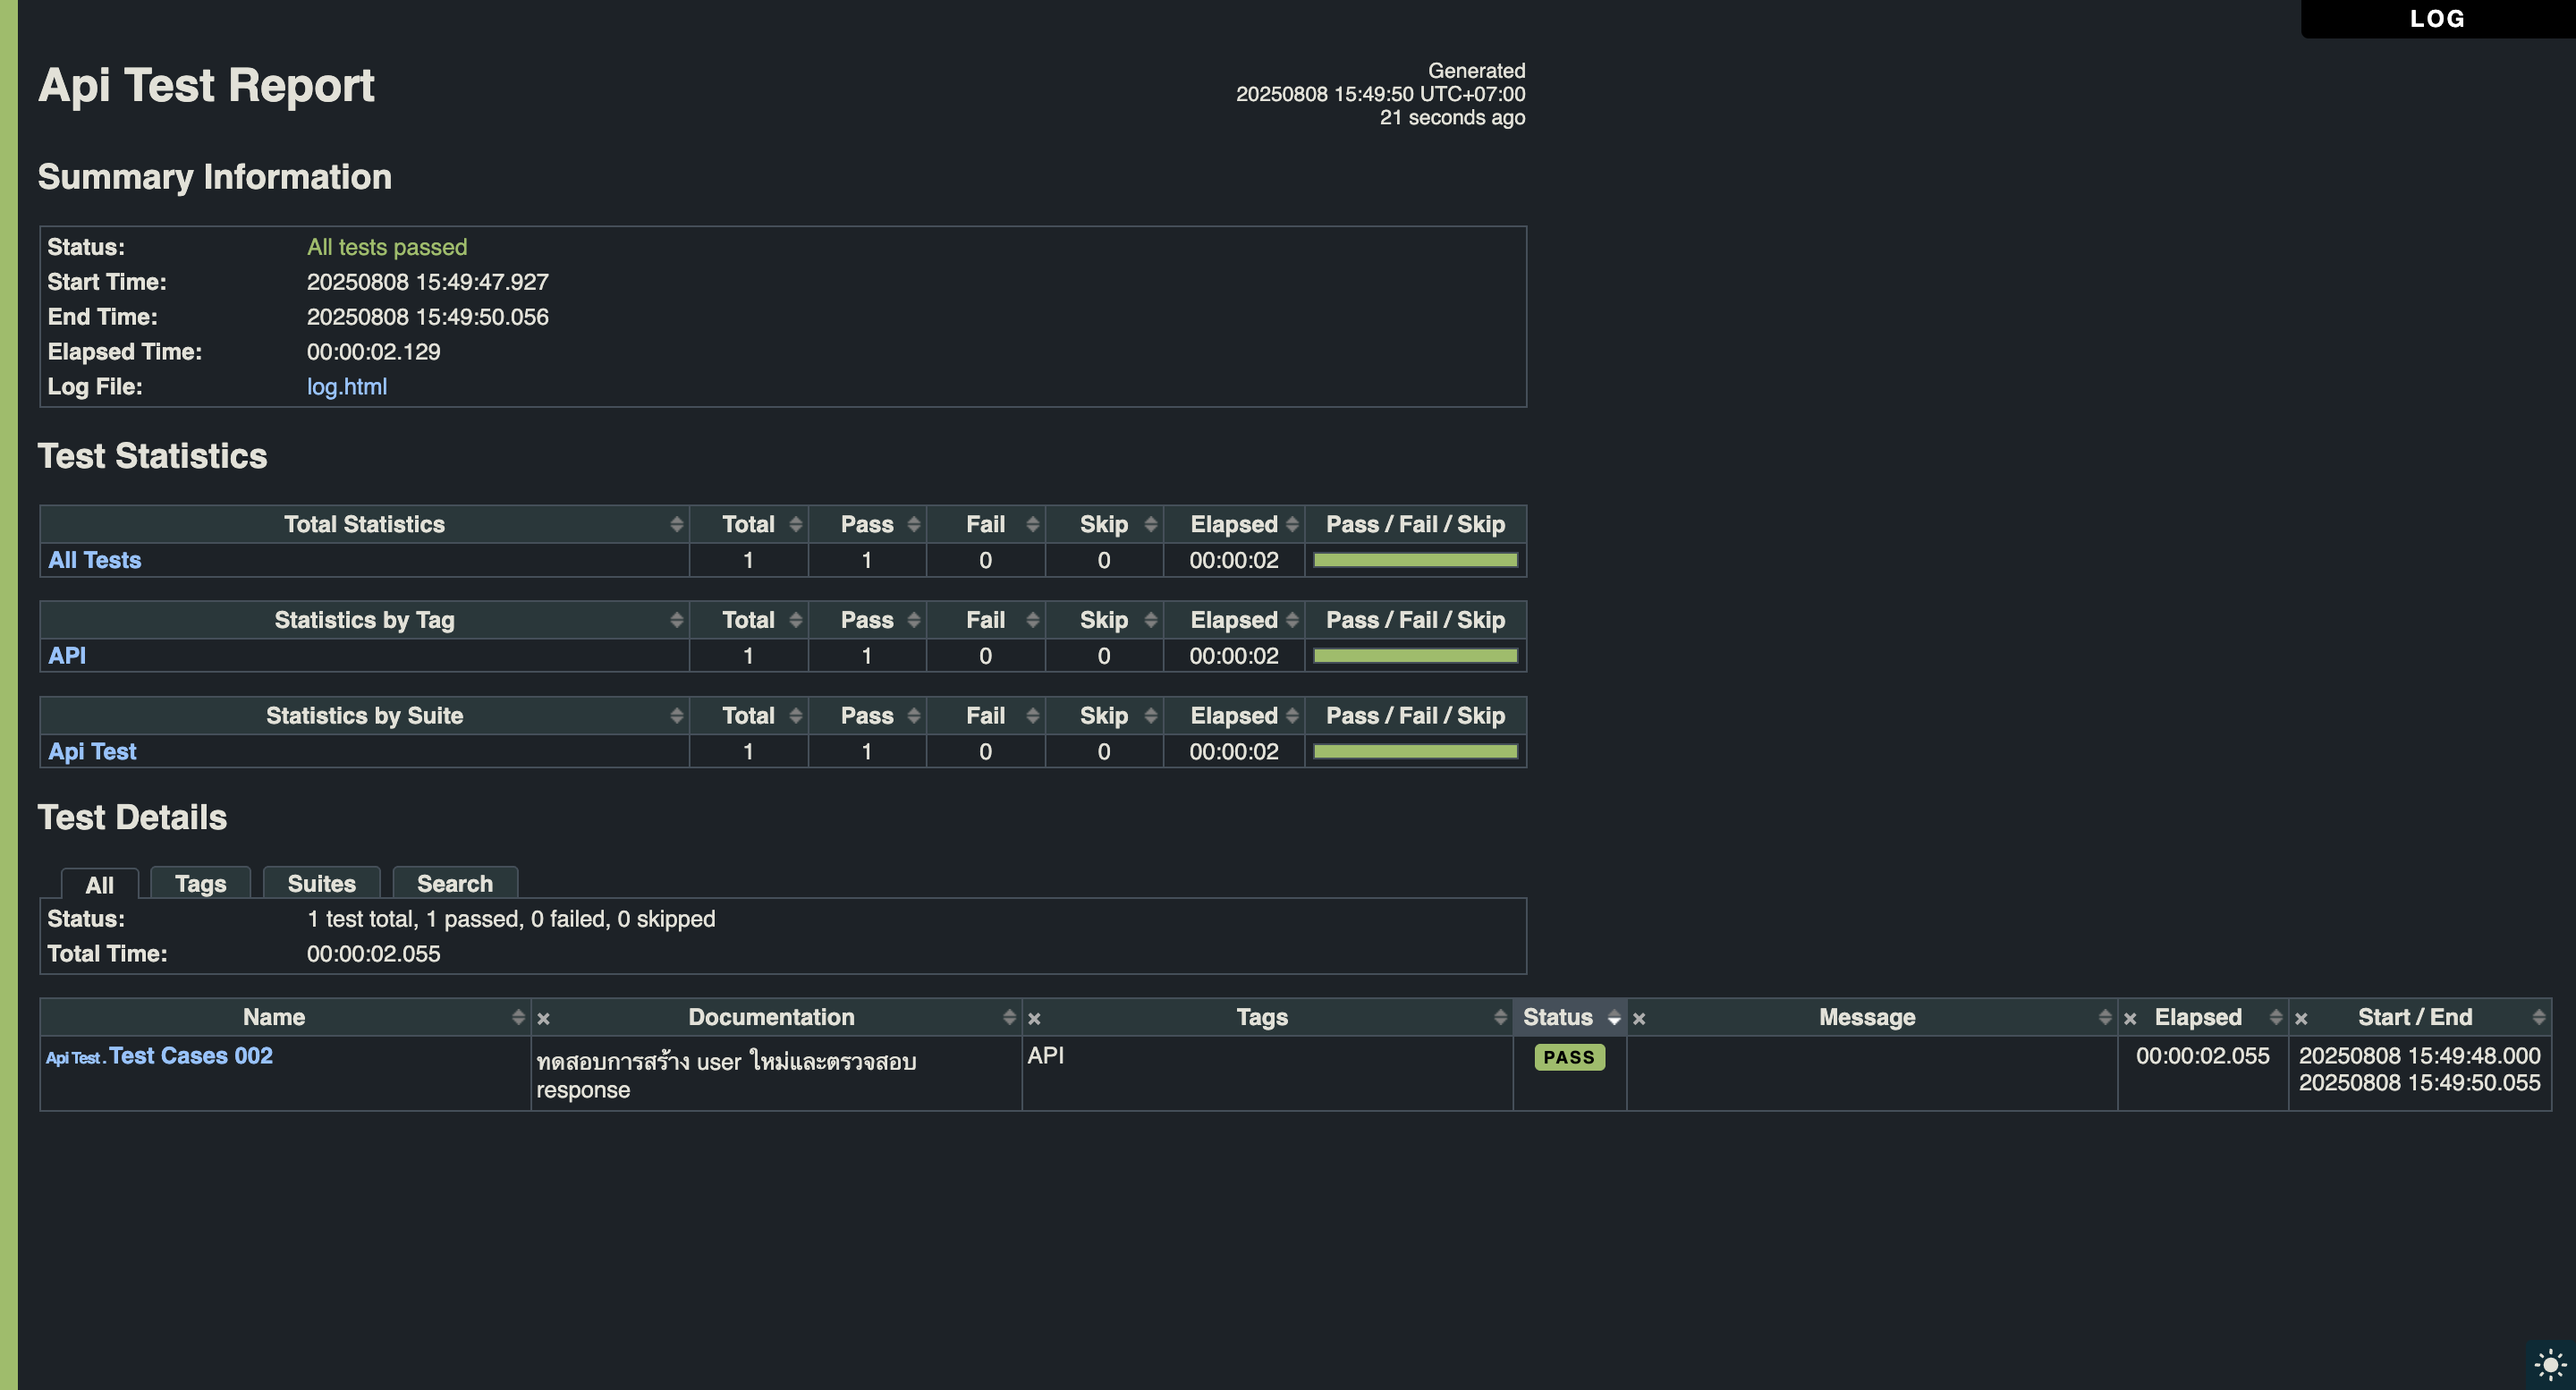 LOG
Api Test Report
Generated
20250808 15:49:50 UTC+07:00
21 seconds ago
Summary Information
Status: All tests passed
Start Time: 20250808 15:49:47.927
End Time: 20250808 15:49:50.056
Elapsed Time: 00:00:02.129
Log File: log.html
Test Statistics
Total Statistics Total Pass Fail Skip Elapsed Pass / Fail / Skip
All Tests 1 1 0 0 00:00:02
Statistics by Tag Total Pass Fail Skip Elapsed Pass / Fail / Skip
API 1 1 0 0 00:00:02
Statistics by Suite Total Pass Fail Skip Elapsed Pass / Fail / Skip
Api Test 1 1 0 0 00:00:02
Test Details
All Tags Suites Search
Status: 1 test total, 1 passed, 0 failed, 0 skipped
Total Time: 00:00:02.055
Name × Documentation × Tags Status × Message × Elapsed × Start / End
Api Test . Test Cases 002 ทดสอบการสร้าง user ใหม่และตรวจสอบ API PASS 00:00:02.055 20250808 15:49:48.000
response 20250808 15:49:50.055